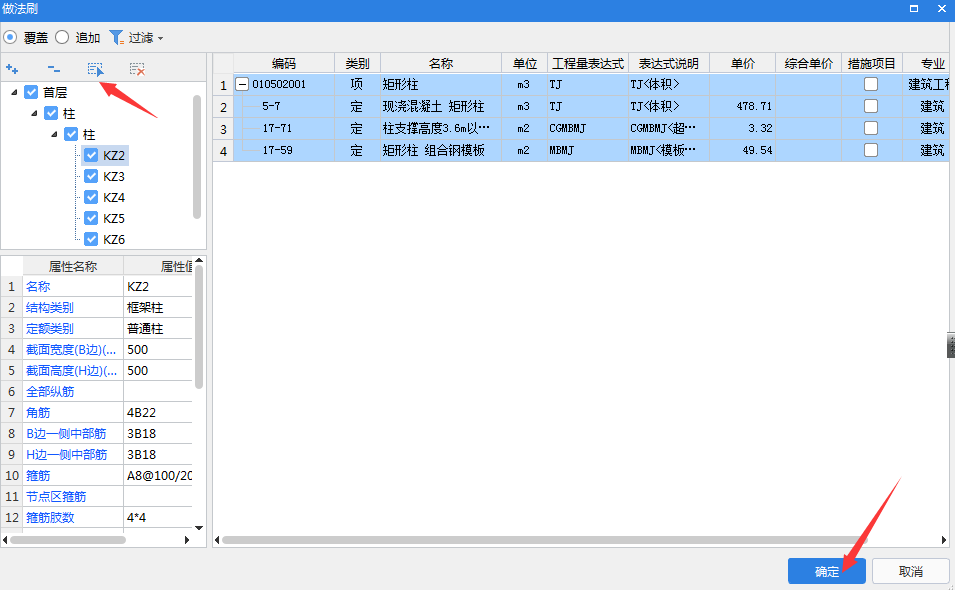 做法刷
覆盖 追加 过滤
首层
柱
柱
KZ2
KZ3
KZ4
KZ5
KZ6
编码 类别 名称 单位 工程量表达式 表达式说明 单价 综合单价 措施项目 专业
1 010502001 项 矩形柱 m3 TJ TJ<体积> 建筑工程
2 5-7 定 现浇混凝土 矩形柱 m3 TJ TJ<体积> 478.71 建筑
3 17-71 定 柱支撑高度3.6m以… m2 CGMBMJ CGMBMJ<超… 3.32 建筑
4 17-59 定 矩形柱 组合钢模板 m2 MBMJ MBMJ<模板… 49.54 建筑
属性名称 属性值
1 名称 KZ2
2 结构类别 框架柱
3 定额类别 普通柱
4 截面宽度(B边)(... 500
5 截面高度(H边)(... 500
6 全部纵筋
7 角筋 4B22
8 B边一侧中部筋 3B18
9 H边一侧中部筋 3B18
10 箍筋 A8@100/20
11 节点区箍筋
12 箍筋肢数 4*4
确定 取消